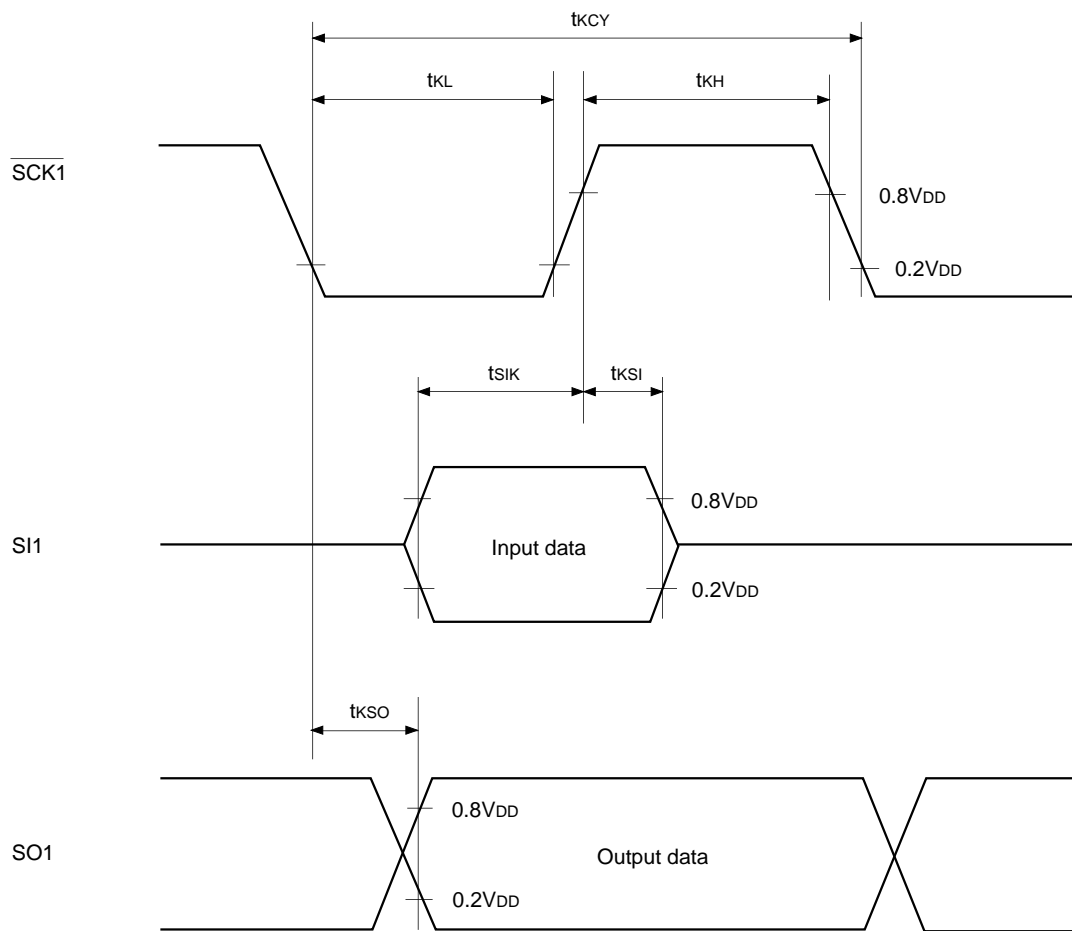 tKCY
tKL
tKH
SCK1
0.8VDD
0.2VDD
tSIK
tKSI
0.8VDD
SI1
Input data
0.2VDD
tKSO
0.8VDD
SO1
Output data
0.2VDD